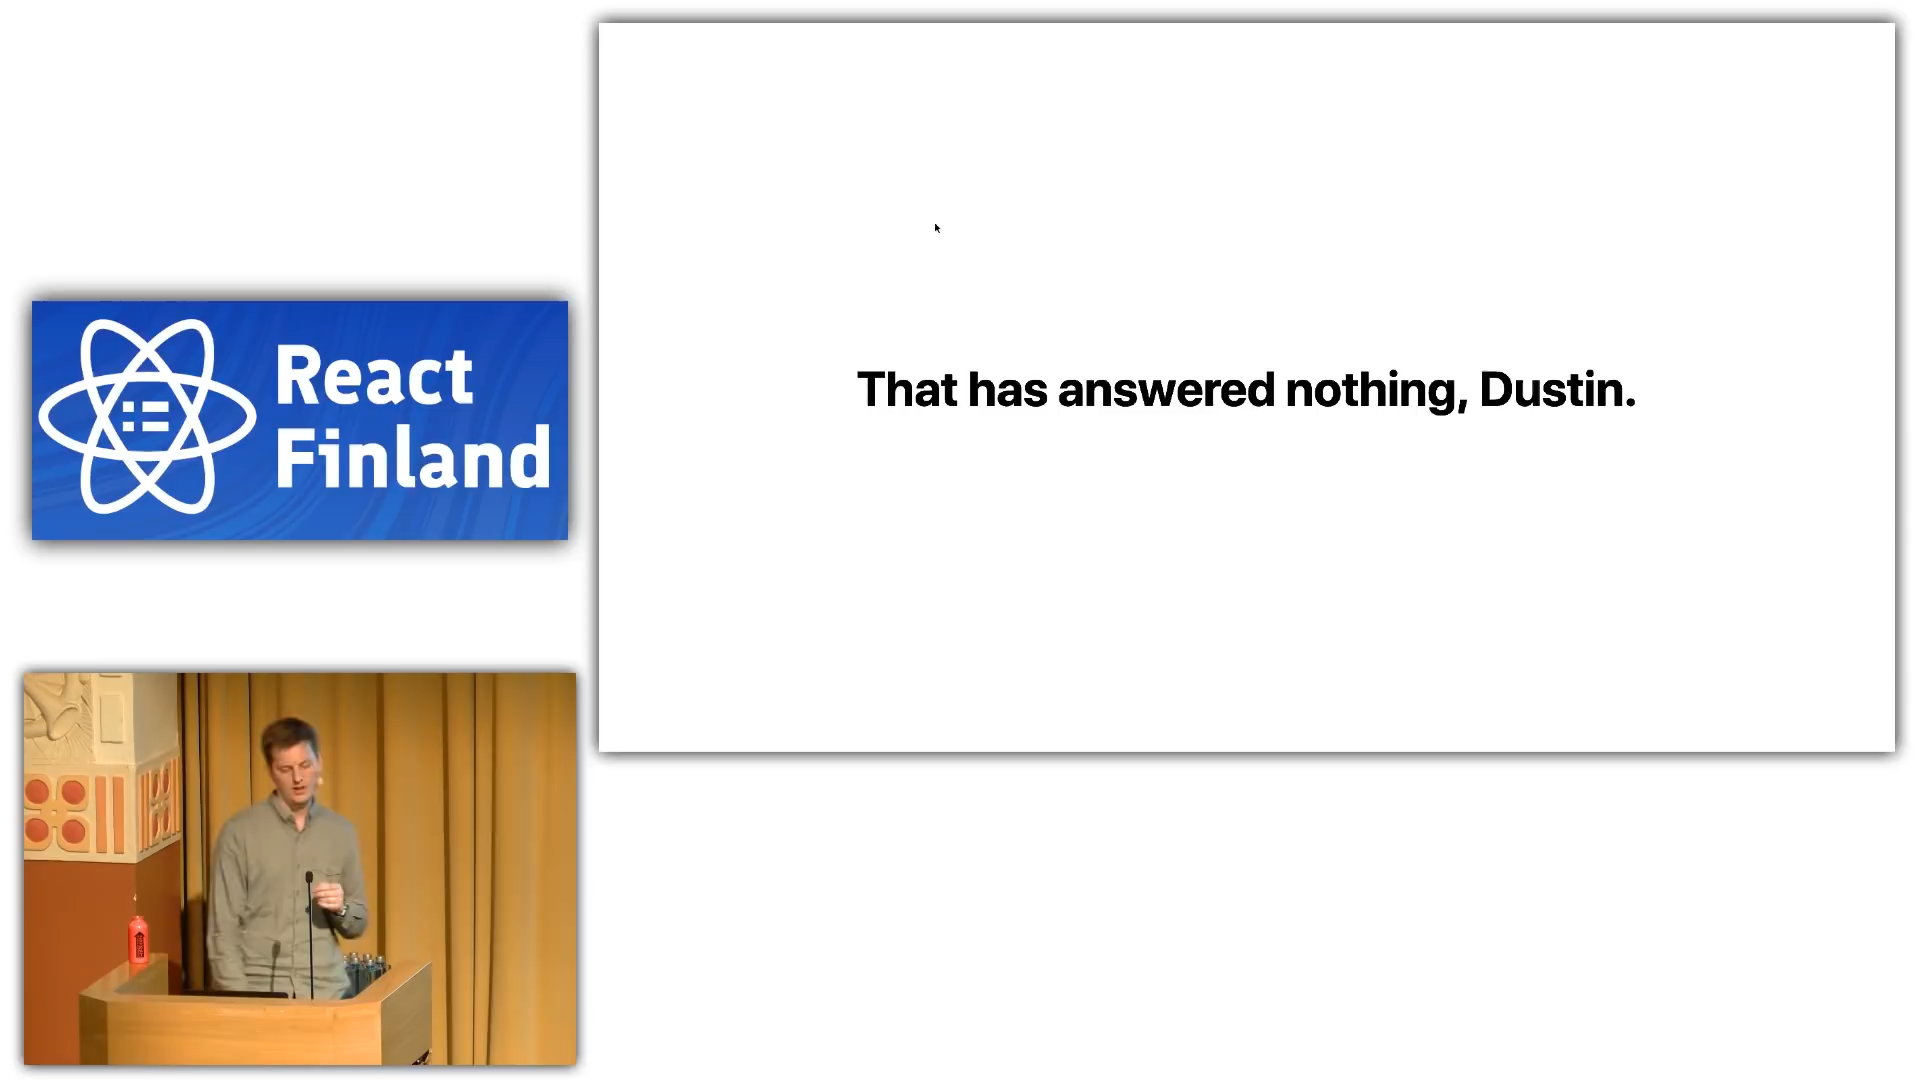 React
Finland
That has answered nothing, Dustin.